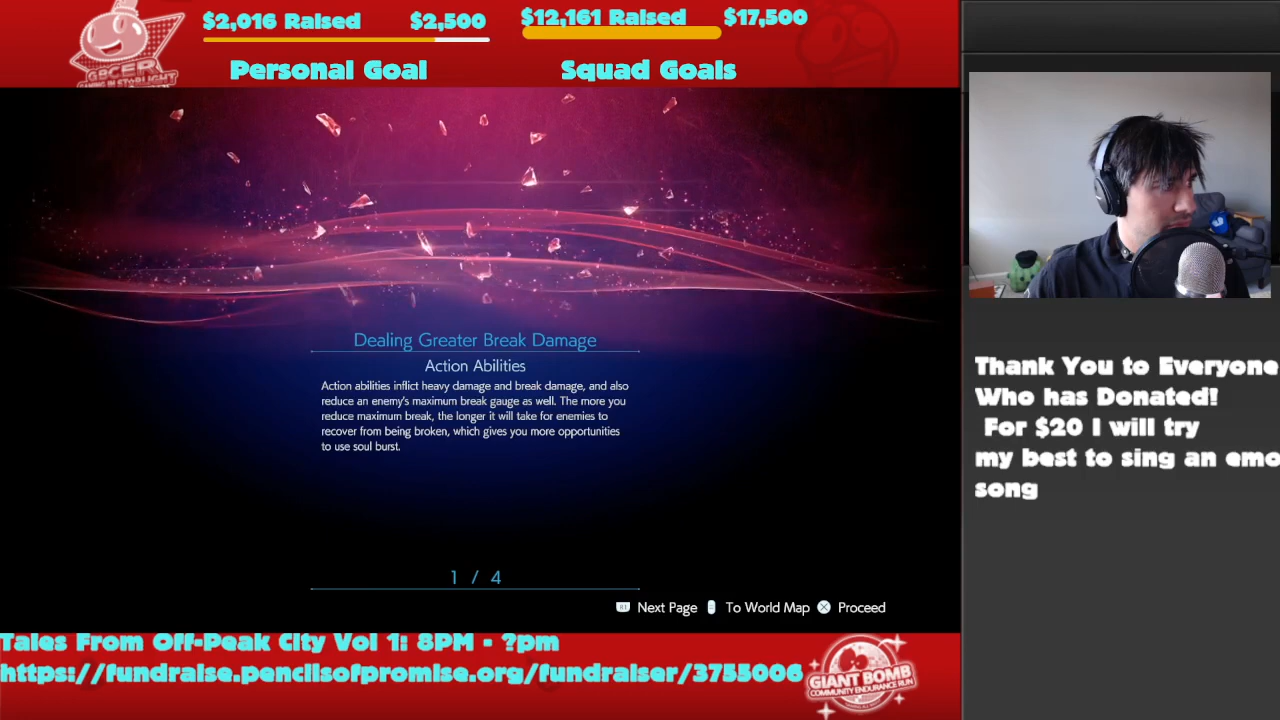 $2,016 Raised $2,500
$12,161 Raised $17,500
Personal Goal
Squad Goals
GBCER
GAMING IN STARLIGHT
Dealing Greater Break Damage
Action Abilities
Action abilities inflict heavy damage and break damage, and also
reduce an enemy's maximum break gauge as well. The more you
reduce maximum break, the longer it will take for enemies to
recover from being broken, which gives you more opportunities
to use soul burst.
1 / 4
R1 Next Page To World Map Proceed
Thank You to Everyone
Who has Donated!
For $20 I will try
my best to sing an emo
song
Tales From Off-Peak City Vol 1: 8PM - ?pm
https://fundraise.pencilsofpromise.org/fundraiser/3755006
GIANT BOMB
COMMUNITY ENDURANCE RUN